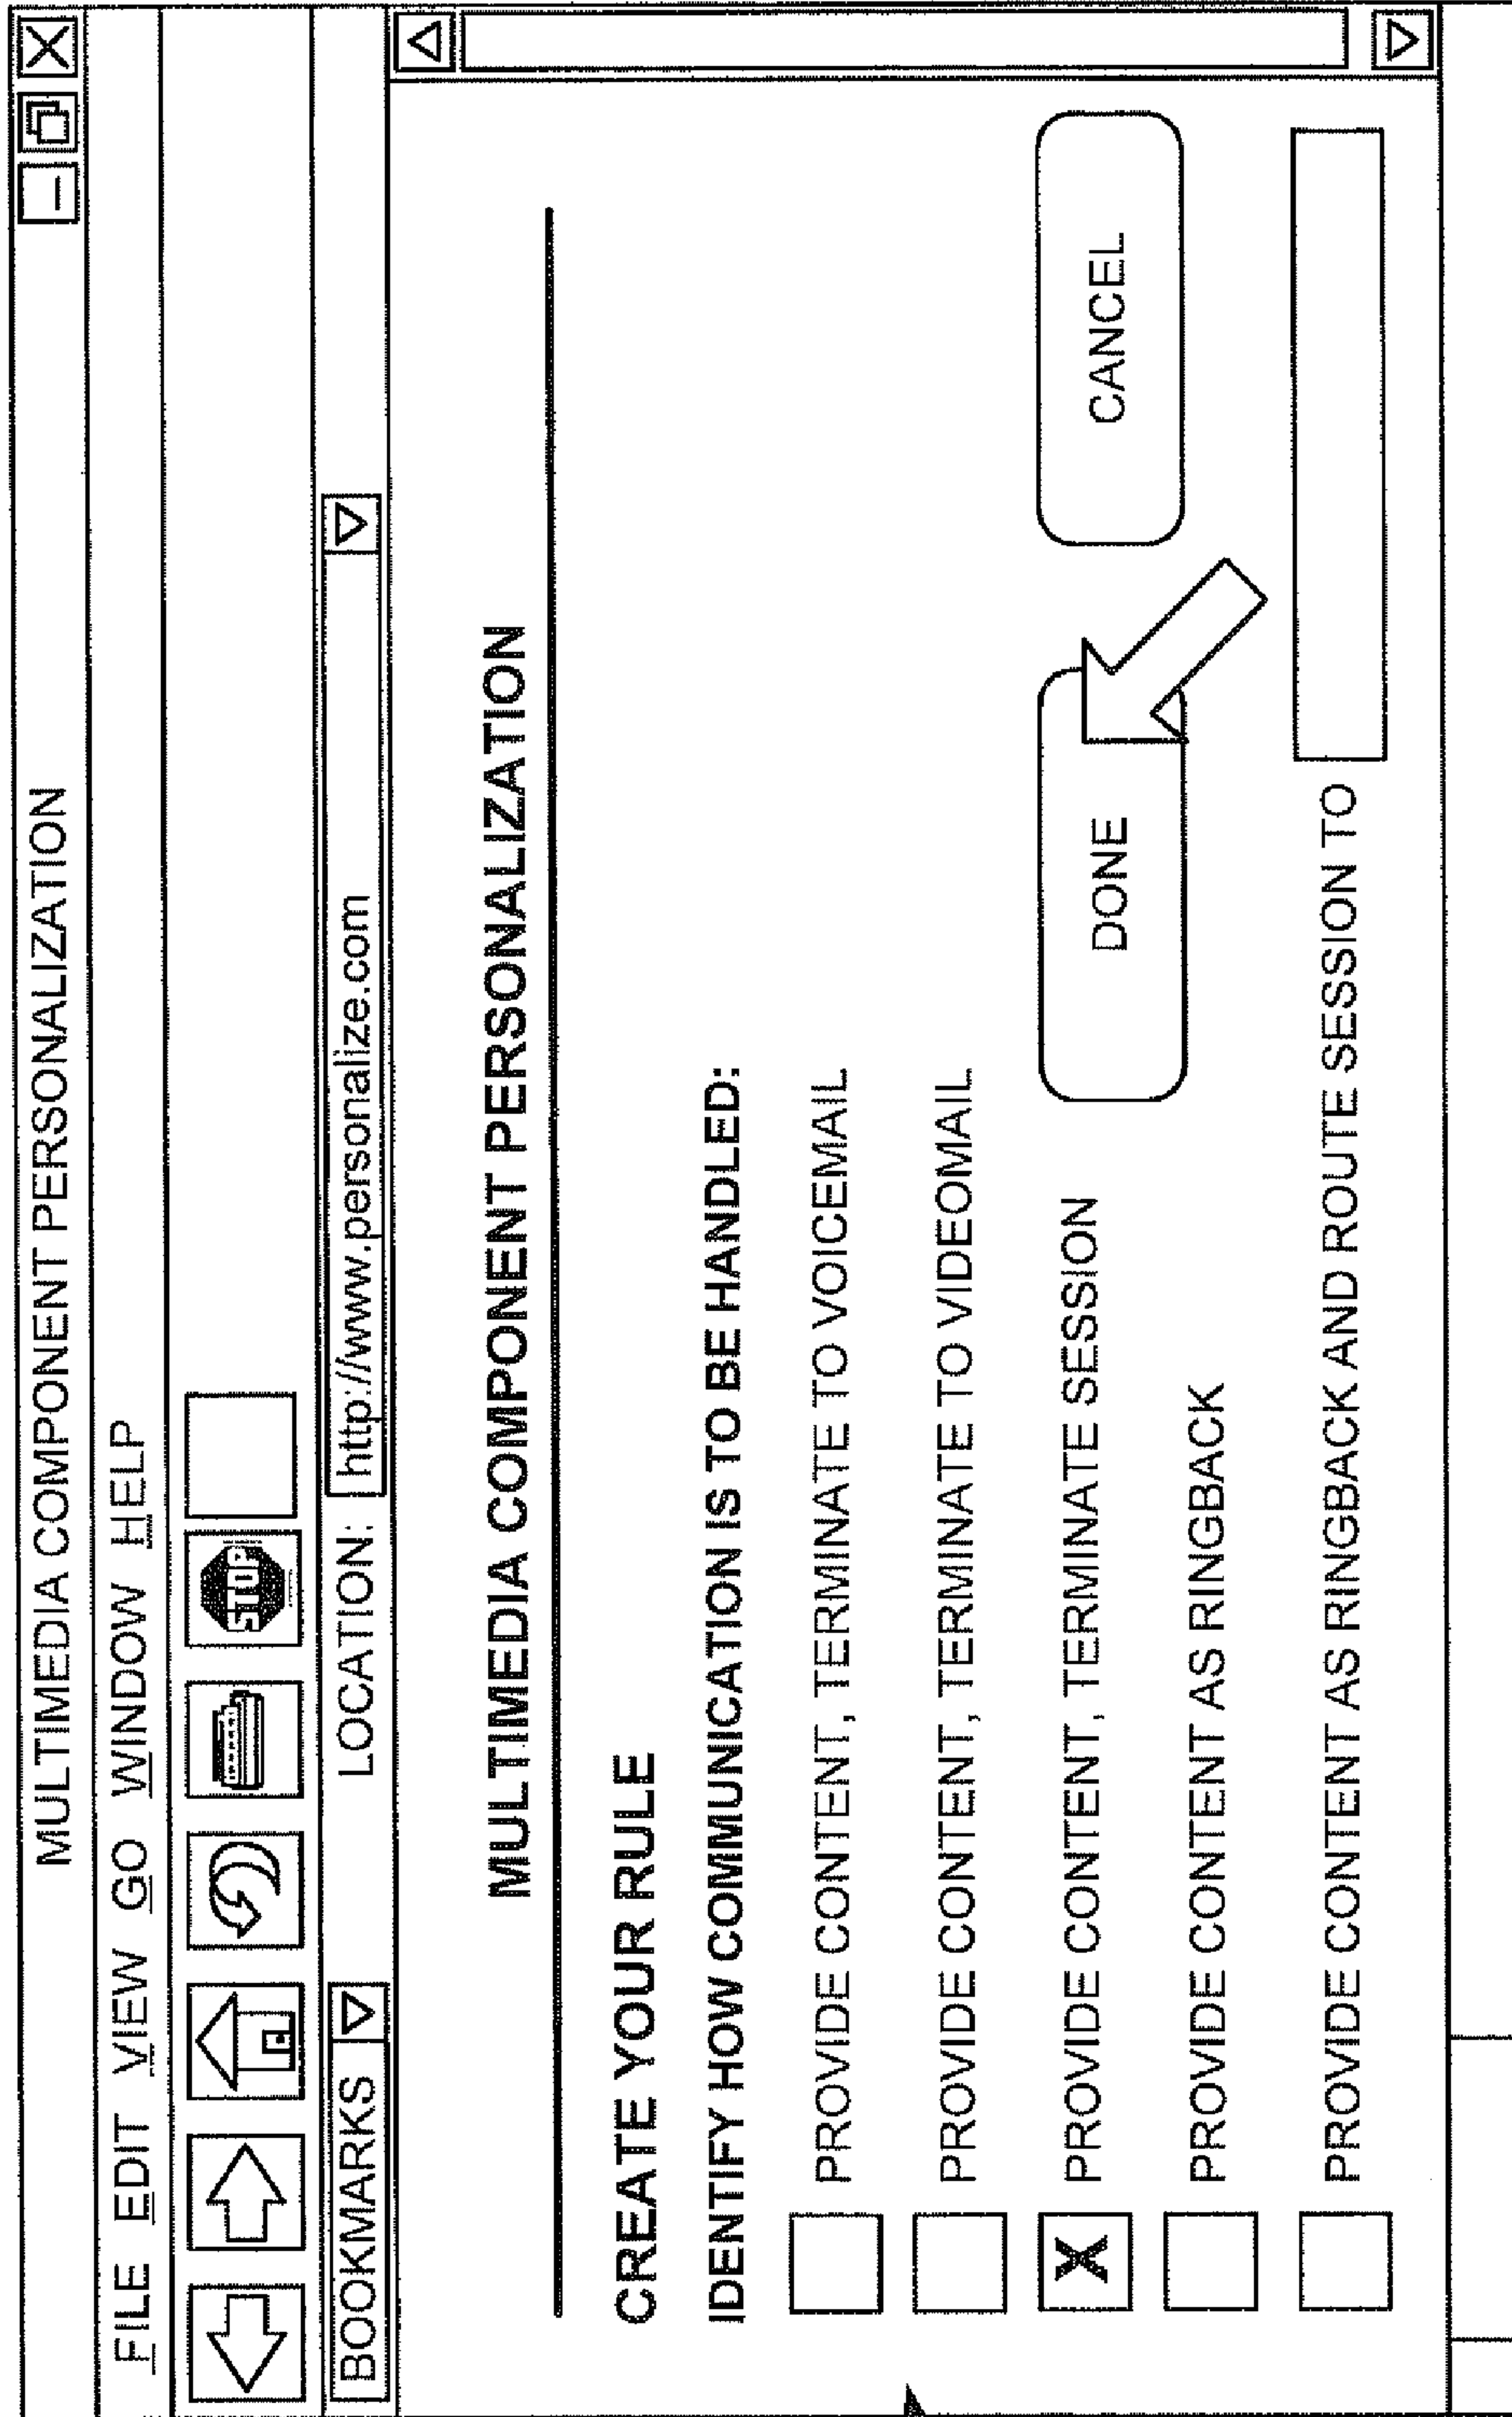 MULTIMEDIA COMPONENT PERSONALIZATION
FILE EDIT VIEW GO WINDOW HELP
STOP
BOOKMARKS LOCATION: http://www.personalize.com
MULTIMEDIA COMPONENT PERSONALIZATION
CREATE YOUR RULE
IDENTIFY HOW COMMUNICATION IS TO BE HANDLED:
PROVIDE CONTENT, TERMINATE TO VOICEMAIL
PROVIDE CONTENT, TERMINATE TO VIDEOMAIL
X PROVIDE CONTENT, TERMINATE SESSION DONE CANCEL
PROVIDE CONTENT AS RINGBACK
PROVIDE CONTENT AS RINGBACK AND ROUTE SESSION TO